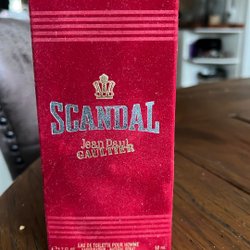 SCANDAL
Jean Paul
GAULTIER
EAU DE TOILETTE POUR HOMME